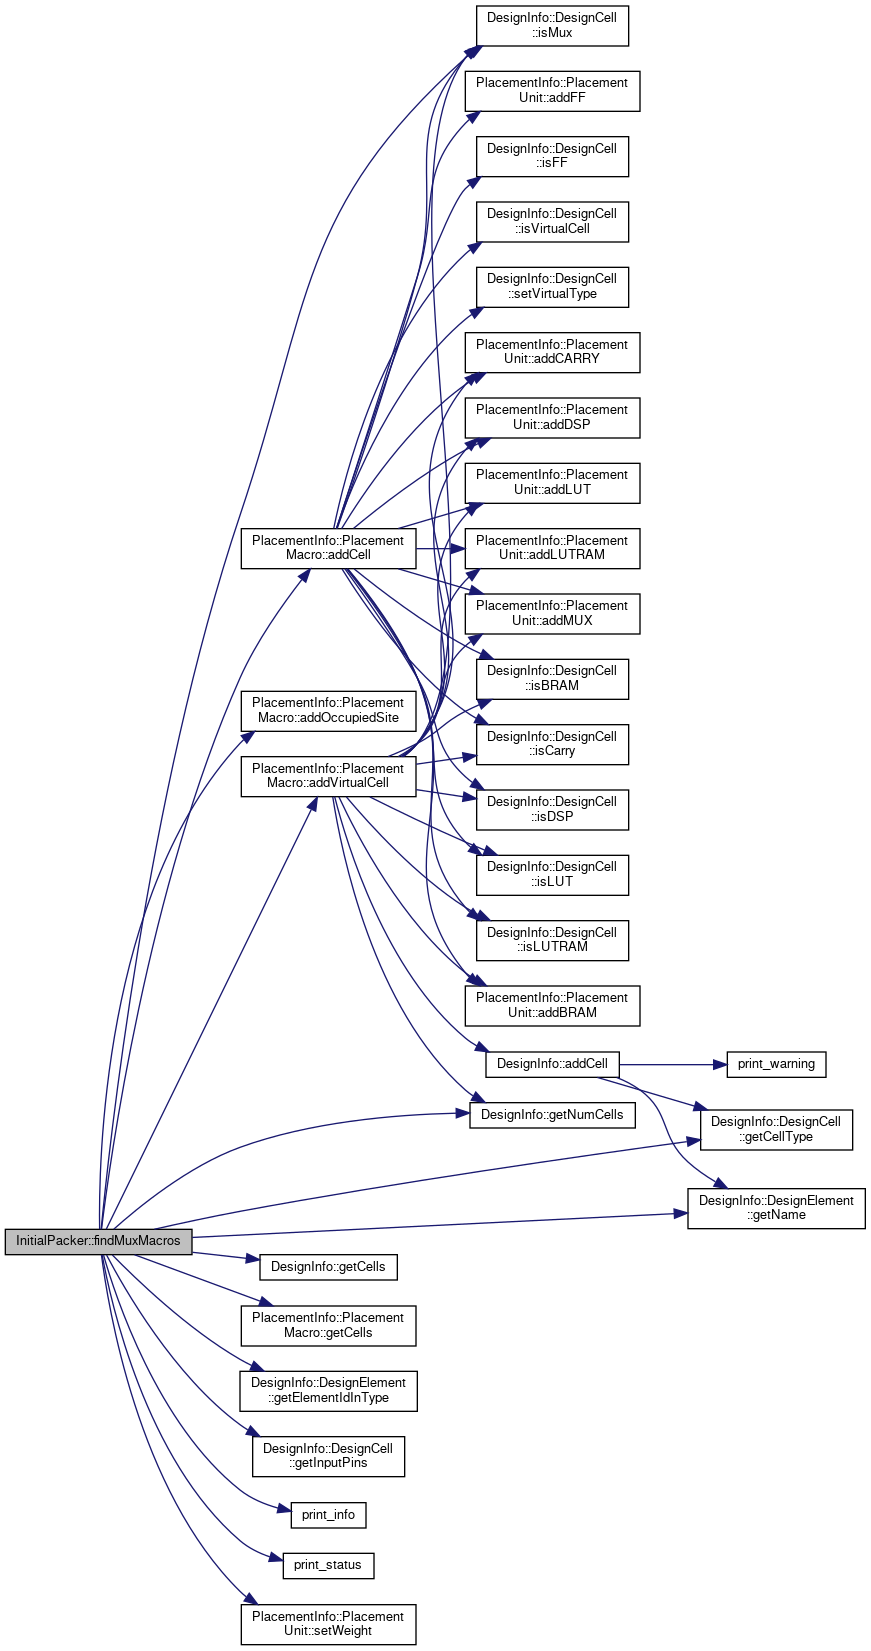 DesignInfo::DesignCell
::isMux
PlacementInfo::Placement
Unit::addFF
DesignInfo::DesignCell
::isFF
DesignInfo::DesignCell
::isVirtualCell
DesignInfo::DesignCell
::setVirtualType
PlacementInfo::Placement
Unit::addCARRY
PlacementInfo::Placement
Unit::addDSP
PlacementInfo::Placement
Unit::addLUT
PlacementInfo::Placement
Macro::addCell
PlacementInfo::Placement
Unit::addLUTRAM
PlacementInfo::Placement
Unit::addMUX
DesignInfo::DesignCell
::isBRAM
PlacementInfo::Placement
Macro::addOccupiedSite
DesignInfo::DesignCell
::isCarry
PlacementInfo::Placement
Macro::addVirtualCell
DesignInfo::DesignCell
::isDSP
DesignInfo::DesignCell
::isLUT
DesignInfo::DesignCell
::isLUTRAM
PlacementInfo::Placement
Unit::addBRAM
DesignInfo::addCell
print_warning
DesignInfo::getNumCells
DesignInfo::DesignCell
::getCellType
DesignInfo::DesignElement
::getName
InitialPacker::findMuxMacros
DesignInfo::getCells
PlacementInfo::Placement
Macro::getCells
DesignInfo::DesignElement
::getElementIdInType
DesignInfo::DesignCell
::getInputPins
print_info
print_status
PlacementInfo::Placement
Unit::setWeight